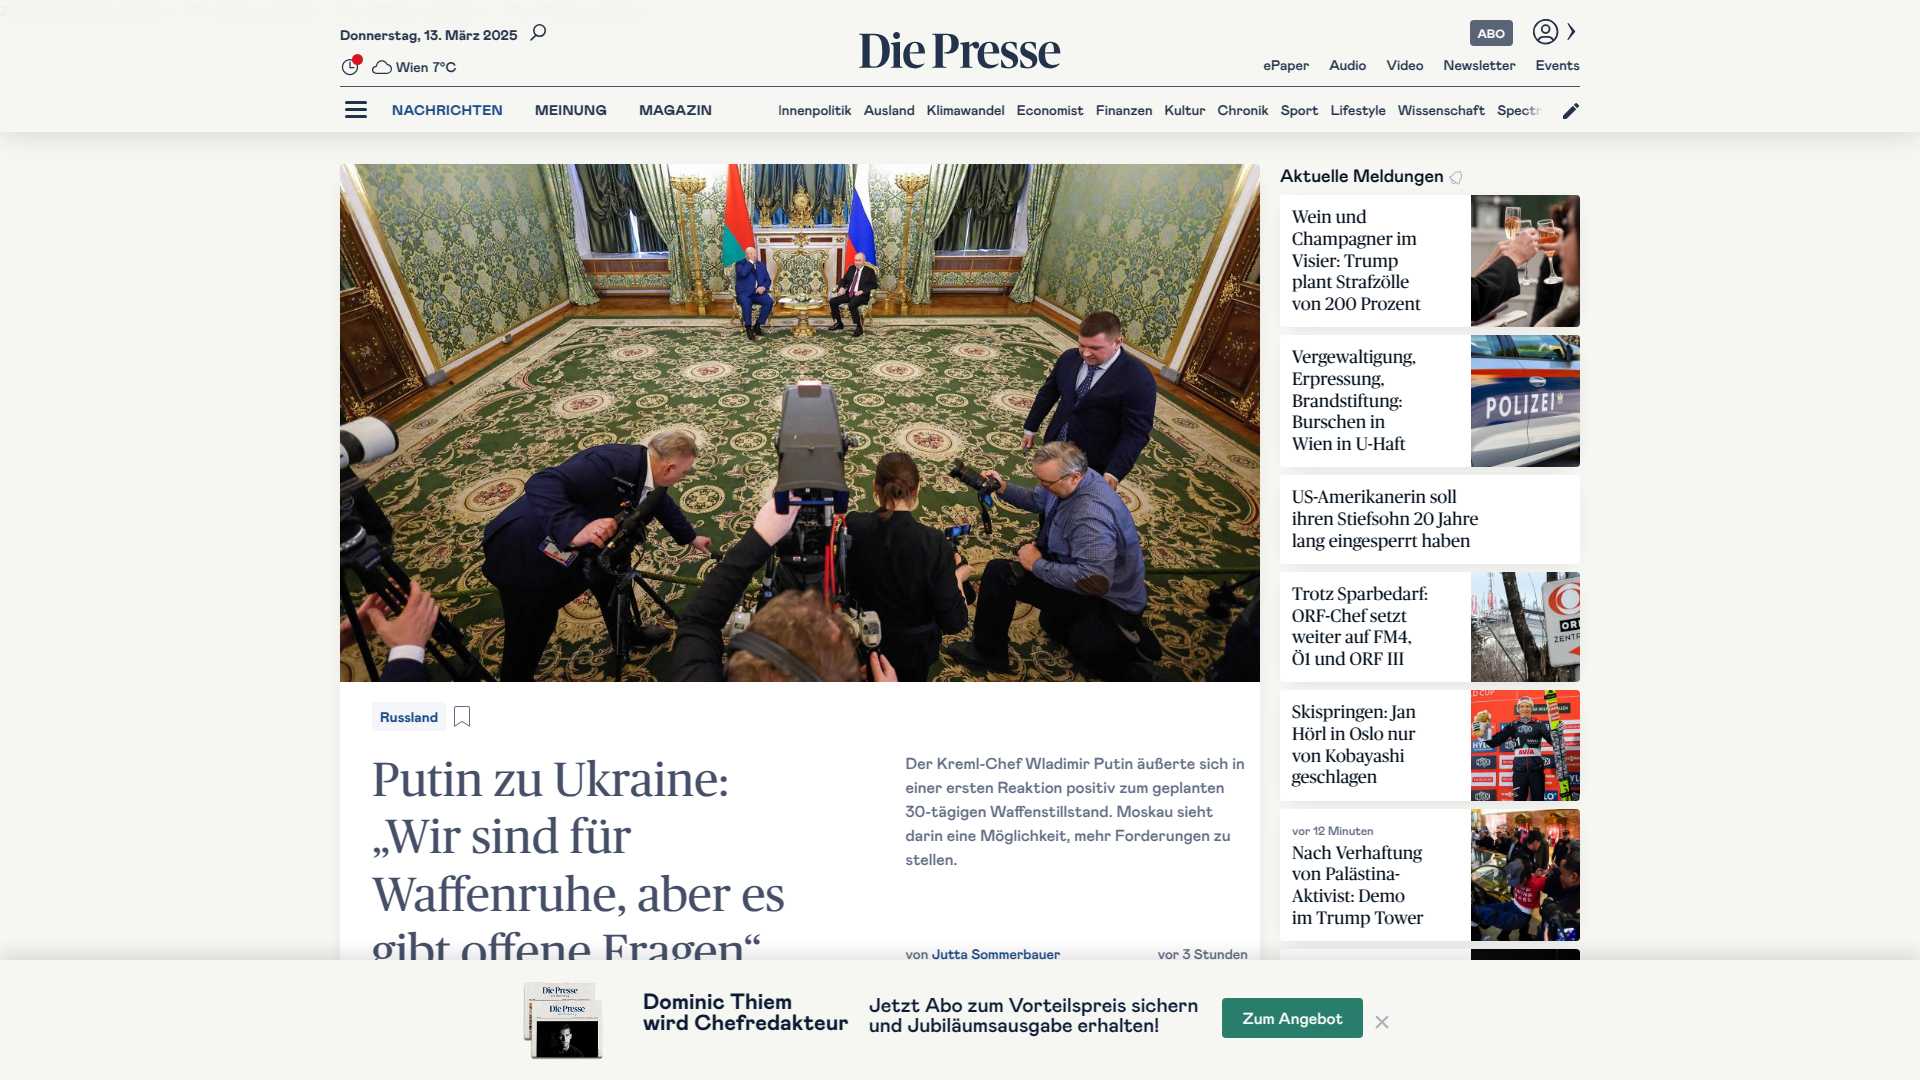 Donnerstag, 13. März 2025
Wien 7°C
Die Presse
ABO
ePaper Audio Video Newsletter Events
NACHRICHTEN MEINUNG MAGAZIN
Innenpolitik Ausland Klimawandel Economist Finanzen Kultur Chronik Sport Lifestyle Wissenschaft
Russland
Putin zu Ukraine:
„Wir sind für
Waffenruhe, aber es
gibt offene Fragen“
Der Kreml-Chef Wladimir Putin äußerte sich in
einer ersten Reaktion positiv zum geplanten
30-tägigen Waffenstillstand. Moskau sieht
darin eine Möglichkeit, mehr Forderungen zu
stellen.
von Jutta Sommerbauer
vor 3 Stunden
Aktuelle Meldungen
Wein und
Champagner im
Visier: Trump
plant Strafzölle
von 200 Prozent
Vergewaltigung,
Erpressung,
Brandstiftung:
Burschen in
Wien in U-Haft
POLIZEI
US-Amerikanerin soll
ihren Stiefsohn 20 Jahre
lang eingesperrt haben
Trotz Sparbedarf:
ORF-Chef setzt
weiter auf FM4,
Ö1 und ORF III
Skispringen: Jan
Hörl in Oslo nur
von Kobayashi
geschlagen
vor 12 Minuten
Nach Verhaftung
von Palästina-
Aktivist: Demo
im Trump Tower
Die Presse
Die Presse
Dominic Thiem
wird Chefredakteur
Jetzt Abo zum Vorteilspreis sichern
und Jubiläumsausgabe erhalten!
Zum Angebot